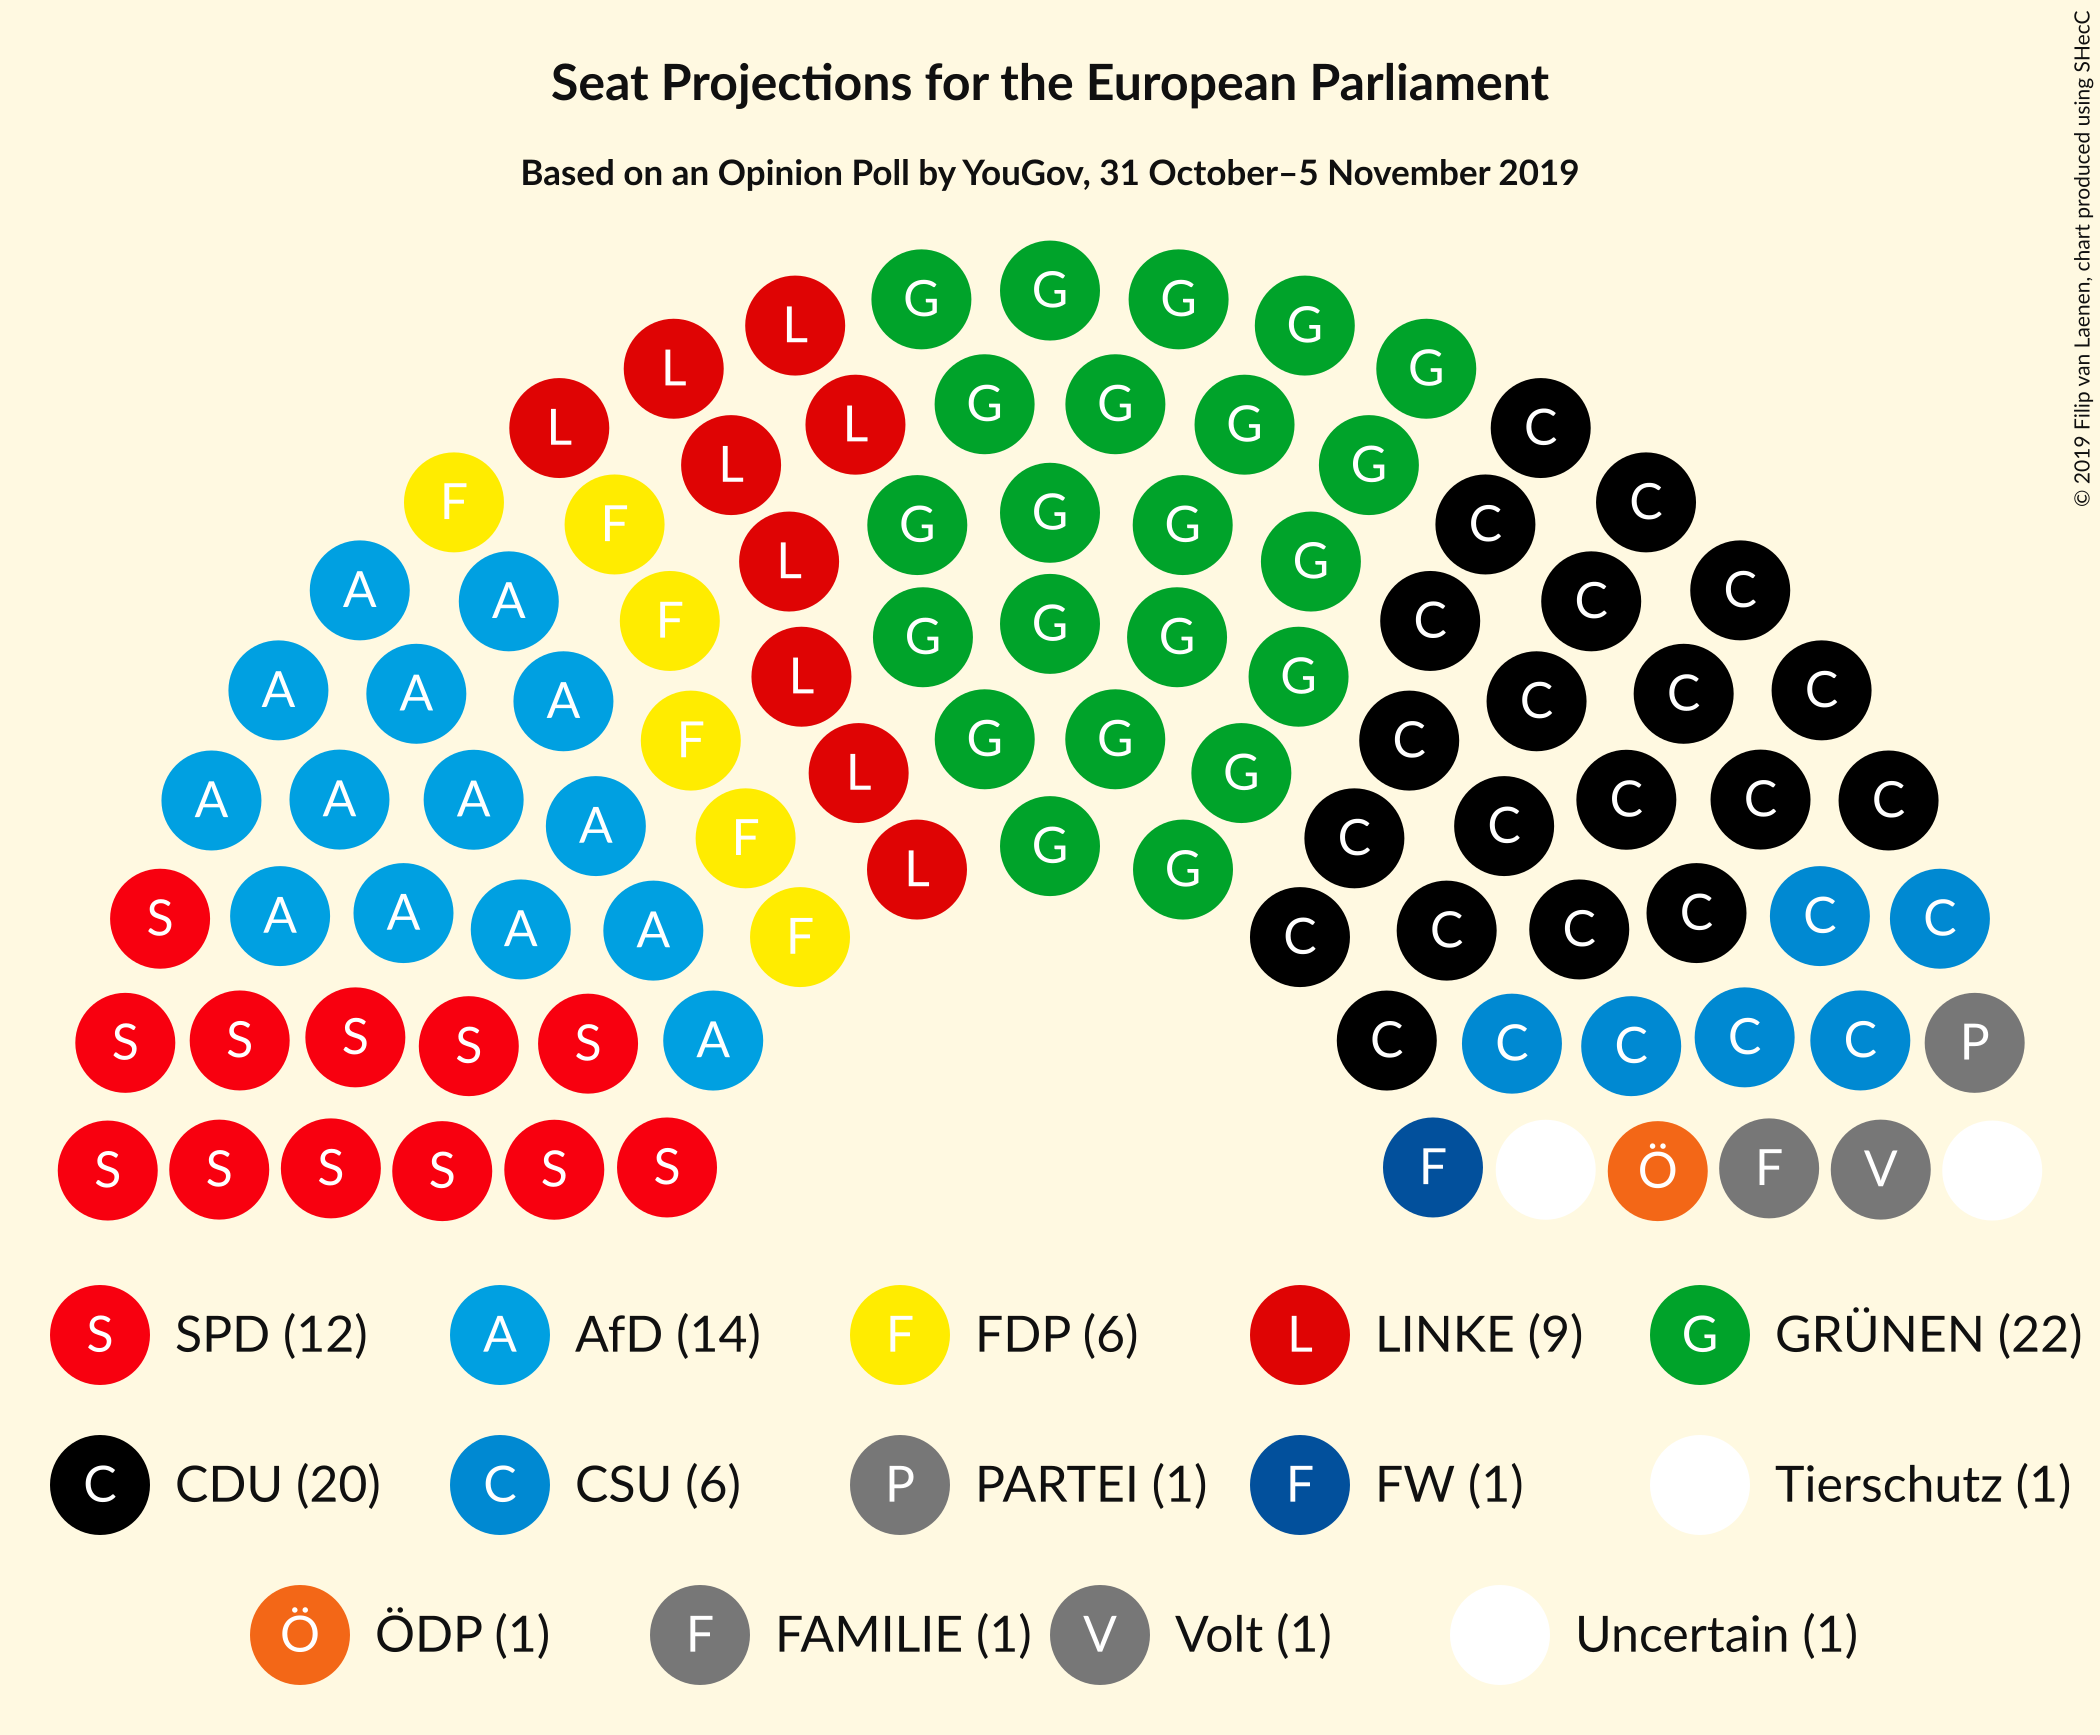 Seat Projections for the European Parliament
Based on an Opinion Poll by YouGov, 31 October–5 November 2019
© 2019 Filip van Laenen, chart produced using SHecC
G G G G G
L L L
G G G G
L L L
C C C C C C
F F F
G G G G
L L
A A
G G G G
C C C C C C
A A A
F F
L
G G G
C C C C C C
A A A A
F
L
G G
C C C C
S A A A A
C C
S S S S S A
C C C C C P
S S S S S S
F Ö F V
S SPD (12) A AfD (14) F FDP (6) L LINKE (9) G GRÜNEN (22)
C CDU (20) C CSU (6) P PARTEI (1) F FW (1) Tierschutz (1)
Ö ÖDP (1) F FAMILIE (1) V Volt (1) Uncertain (1)